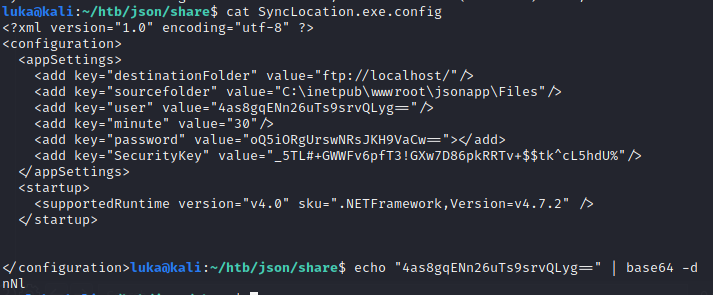 luka@kali:~/htb/json/share$ cat SyncLocation.exe.config
<?xml version="1.0" encoding="utf-8" ?>
<configuration>
  <appSettings>
    <add key="destinationFolder" value="ftp://localhost/"/>
    <add key="sourcefolder" value="C:\inetpub\wwwroot\jsonapp\Files"/>
    <add key="user" value="4as8gqENn26uTs9srvQLyg=="/>
    <add key="minute" value="30"/>
    <add key="password" value="oQ5iORgUrswNRsJKH9VaCw=="></add>
    <add key="SecurityKey" value="_5TL#+GWWFv6pfT3!GXw7D86pkRRTv+$$tk^cL5hdU%"/>
  </appSettings>
  <startup>
    <supportedRuntime version="v4.0" sku=".NETFramework,Version=v4.7.2" />
  </startup>
</configuration>luka@kali:~/htb/json/share$ echo "4as8gqENn26uTs9srvQLyg==" | base64 -d
nNl